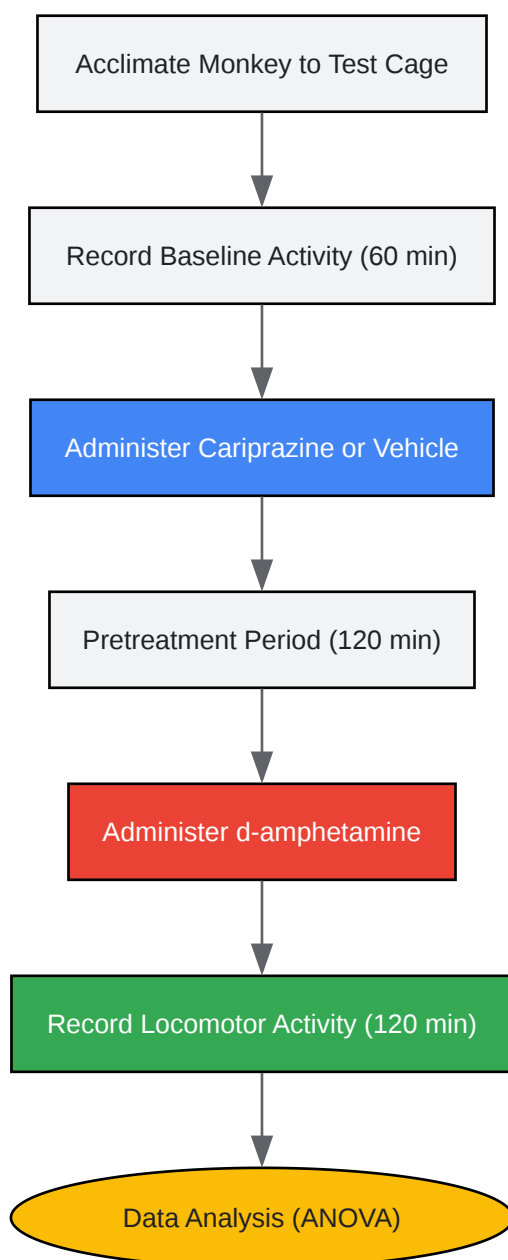 Acclimate Monkey to Test Cage
Record Baseline Activity (60 min)
Administer Cariprazine or Vehicle
Pretreatment Period (120 min)
Administer d-amphetamine
Record Locomotor Activity (120 min)
Data Analysis (ANOVA)